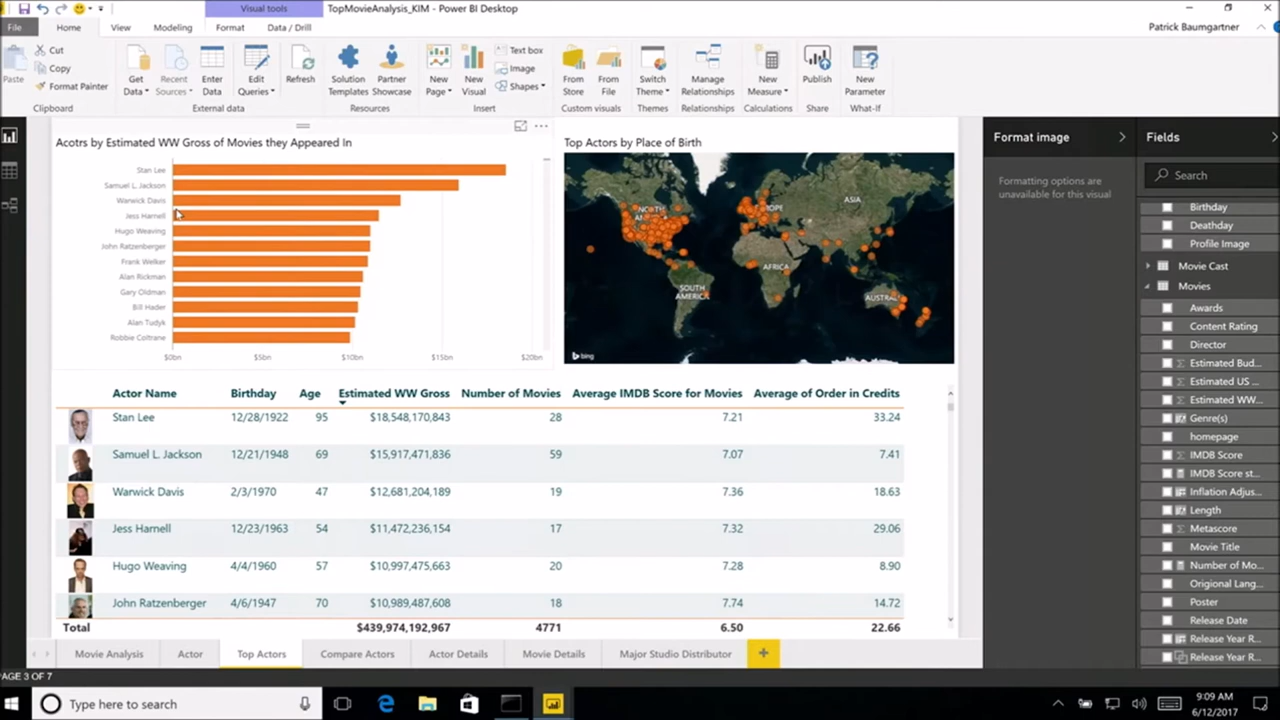 Visual tools
TopMovieAnalysis_KIM - Power BI Desktop
File
Home
View
Modeling
Format
Data / Drill
Patrick Baumgartner
Paste
Cut
Copy
Format Painter
Clipboard
Get Data
Recent Sources
Enter Data
Edit Queries
External data
Refresh
Solution Templates
Partner Showcase
Resources
New Page
New Visual
Text box
Image
Shapes
Insert
From Store
From File
Custom visuals
Switch Theme
Themes
Manage Relationships
Relationships
New Measure
Calculations
Publish
Share
New Parameter
What-If
Acotrs by Estimated WW Gross of Movies they Appeared In
Stan Lee
Samuel L. Jackson
Warwick Davis
Jess Harnell
Hugo Weaving
John Ratzenberger
Frank Welker
Alan Rickman
Gary Oldman
Bill Hader
Alan Tudyk
Robbie Coltrane
$0bn $5bn $10bn $15bn $20bn
Top Actors by Place of Birth
ASIA
AFRICA
SOUTH
AMERICA
bing
Actor Name Birthday Age Estimated WW Gross Number of Movies Average IMDB Score for Movies Average of Order in Credits
Stan Lee 12/28/1922 95 $18,548,170,843 28 7.21 33.24
Samuel L. Jackson 12/21/1948 69 $15,917,471,836 59 7.07 7.41
Warwick Davis 2/3/1970 47 $12,681,204,189 19 7.36 18.63
Jess Harnell 12/23/1963 54 $11,472,236,154 17 7.32 29.06
Hugo Weaving 4/4/1960 57 $10,997,475,663 20 7.28 8.90
John Ratzenberger 4/6/1947 70 $10,989,487,608 18 7.74 14.72
Total $439,974,192,967 4771 6.50 22.66
Format image
Formatting options are
unavailable for this visual
Fields
Search
Birthday
Deathday
Profile Image
Movie Cast
Movies
Awards
Content Rating
Director
Estimated Bud...
Estimated US ...
Estimated WW...
Genre(s)
homepage
IMDB Score
IMDB Score st...
Inflation Adjus...
Length
Metascore
Movie Title
Number of Mo...
Origional Lang...
Poster
Release Date
Release Year R...
Release Year R...
Movie Analysis
Actor
Top Actors
Compare Actors
Actor Details
Movie Details
Major Studio Distributor
PAGE 3 OF 7
Type here to search
9:09 AM
6/12/2017